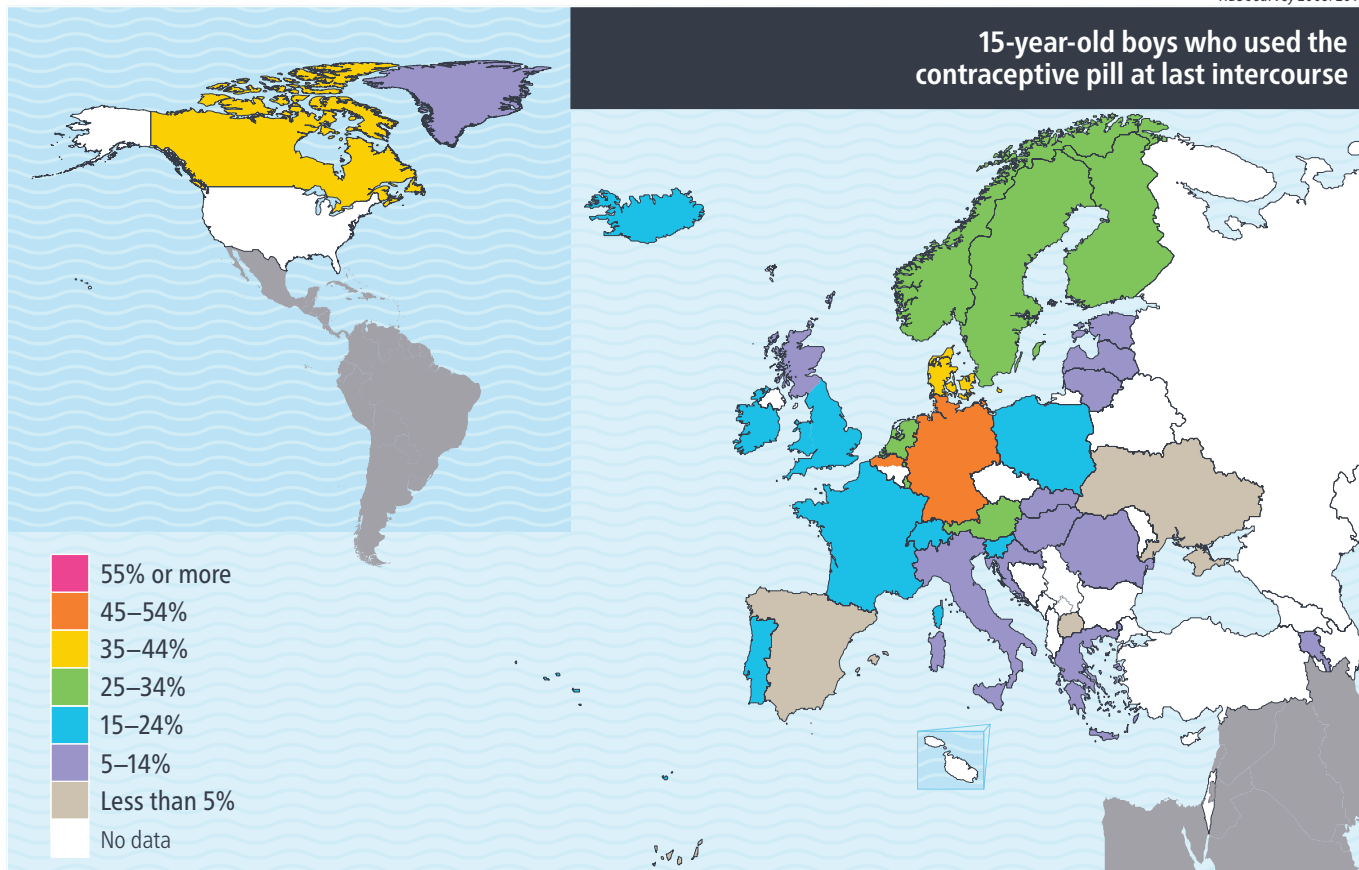 15-year-old boys who used the
contraceptive pill at last intercourse
55% or more
45–54%
35–44%
25–34%
15–24%
5–14%
Less than 5%
No data